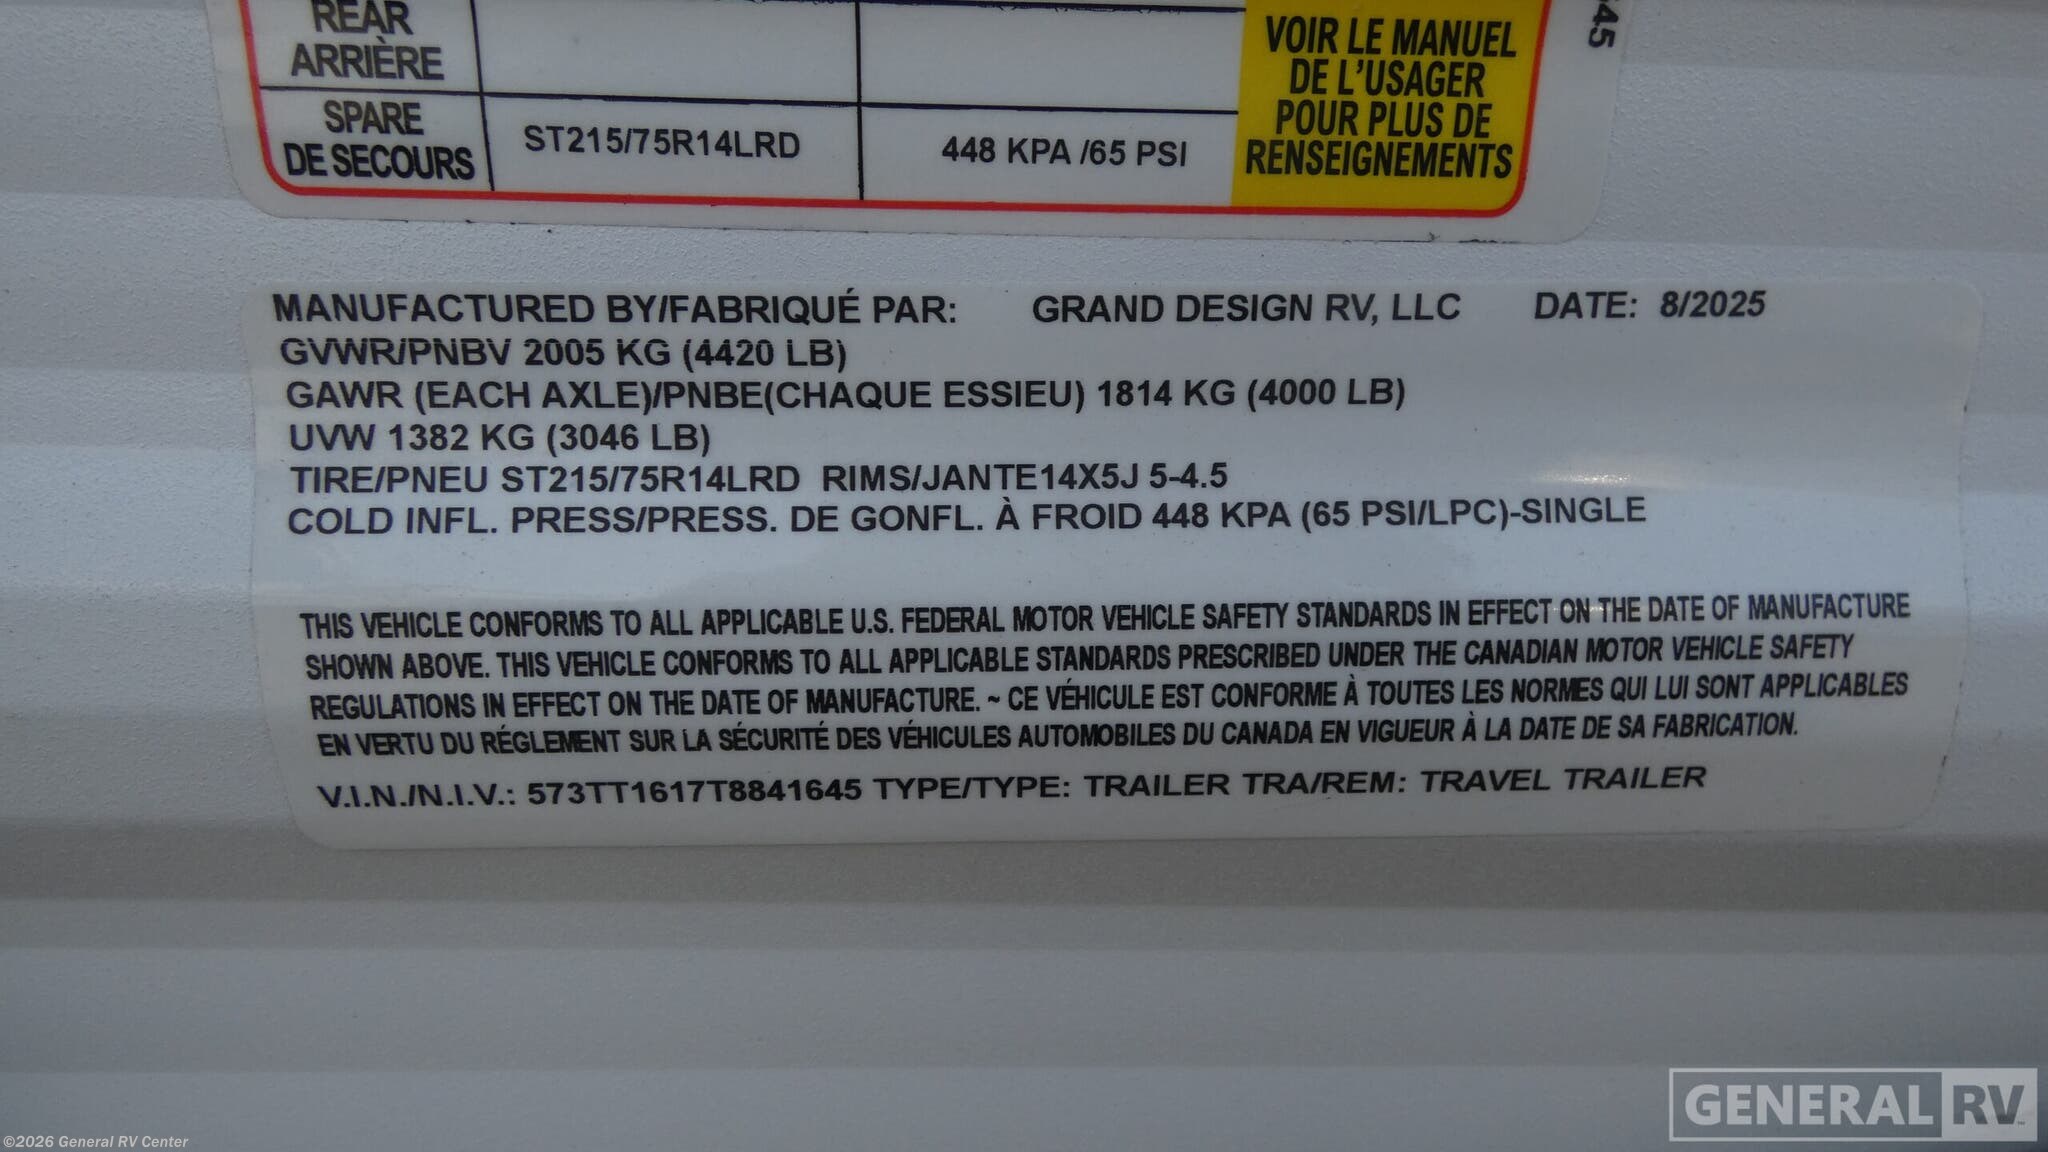 REAR
ARRIÈRE
SPARE
DE SECOURS
ST215/75R14LRD
448 KPA /65 PSI
VOIR LE MANUEL
DE L'USAGER
POUR PLUS DE
RENSEIGNEMENTS
MANUFACTURED BY/FABRIQUÉ PAR: GRAND DESIGN RV, LLC DATE: 8/2025
GVWR/PNBV 2005 KG (4420 LB)
GAWR (EACH AXLE)/PNBE(CHAQUE ESSIEU) 1814 KG (4000 LB)
UVW 1382 KG (3046 LB)
TIRE/PNEU ST215/75R14LRD RIMS/JANTE14X5J 5-4.5
COLD INFL. PRESS/PRESS. DE GONFL. À FROID 448 KPA (65 PSI/LPC)-SINGLE
THIS VEHICLE CONFORMS TO ALL APPLICABLE U.S. FEDERAL MOTOR VEHICLE SAFETY STANDARDS IN EFFECT ON THE DATE OF MANUFACTURE
SHOWN ABOVE. THIS VEHICLE CONFORMS TO ALL APPLICABLE STANDARDS PRESCRIBED UNDER THE CANADIAN MOTOR VEHICLE SAFETY
REGULATIONS IN EFFECT ON THE DATE OF MANUFACTURE. ~ CE VÉHICULE EST CONFORME À TOUTES LES NORMES QUI LUI SONT APPLICABLES
EN VERTU DU RÉGLEMENT SUR LA SÉCURITÉ DES VÉHICULES AUTOMOBILES DU CANADA EN VIGUEUR À LA DATE DE SA FABRICATION.
V.I.N./N.I.V.: 573TT1617T8841645 TYPE/TYPE: TRAILER TRA/REM: TRAVEL TRAILER
GENERAL RV
©2026 General RV Center